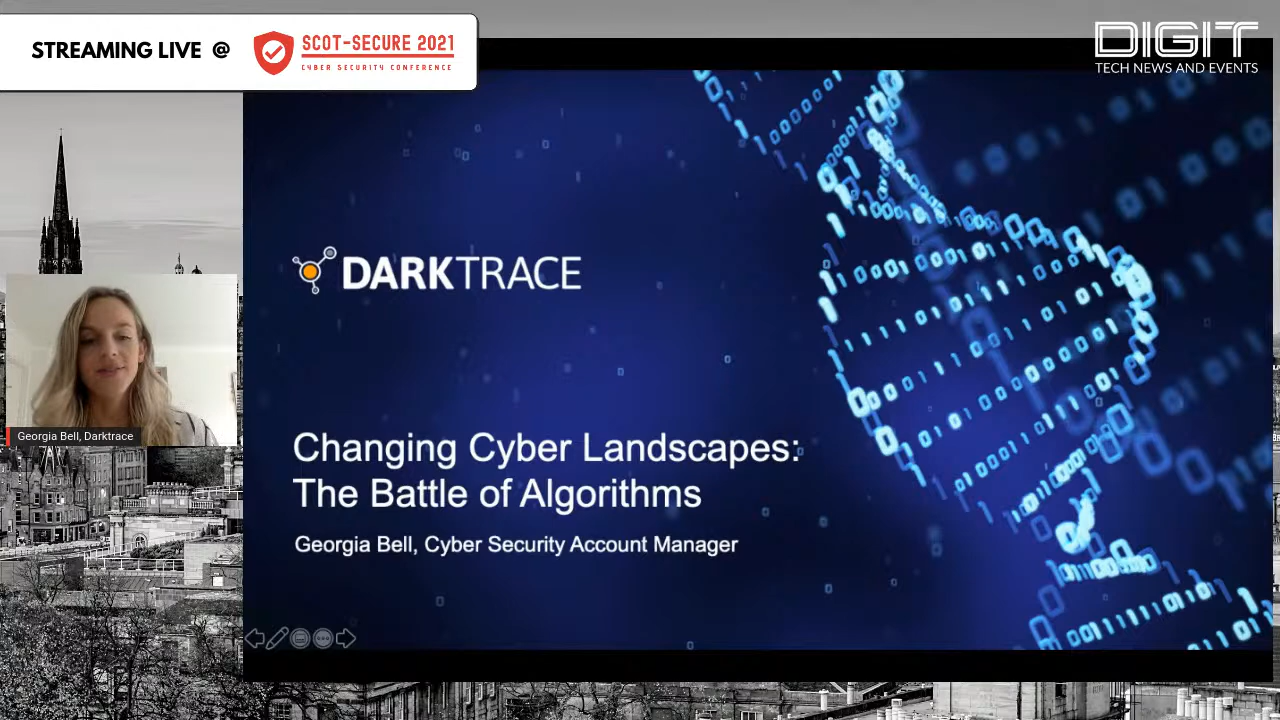 STREAMING LIVE @
SCOT-SECURE 2021
CYBER SECURITY CONFERENCE
DIGIT
TECH NEWS AND EVENTS
DARKTRACE
Georgia Bell, Darktrace
Changing Cyber Landscapes:
The Battle of Algorithms
Georgia Bell, Cyber Security Account Manager